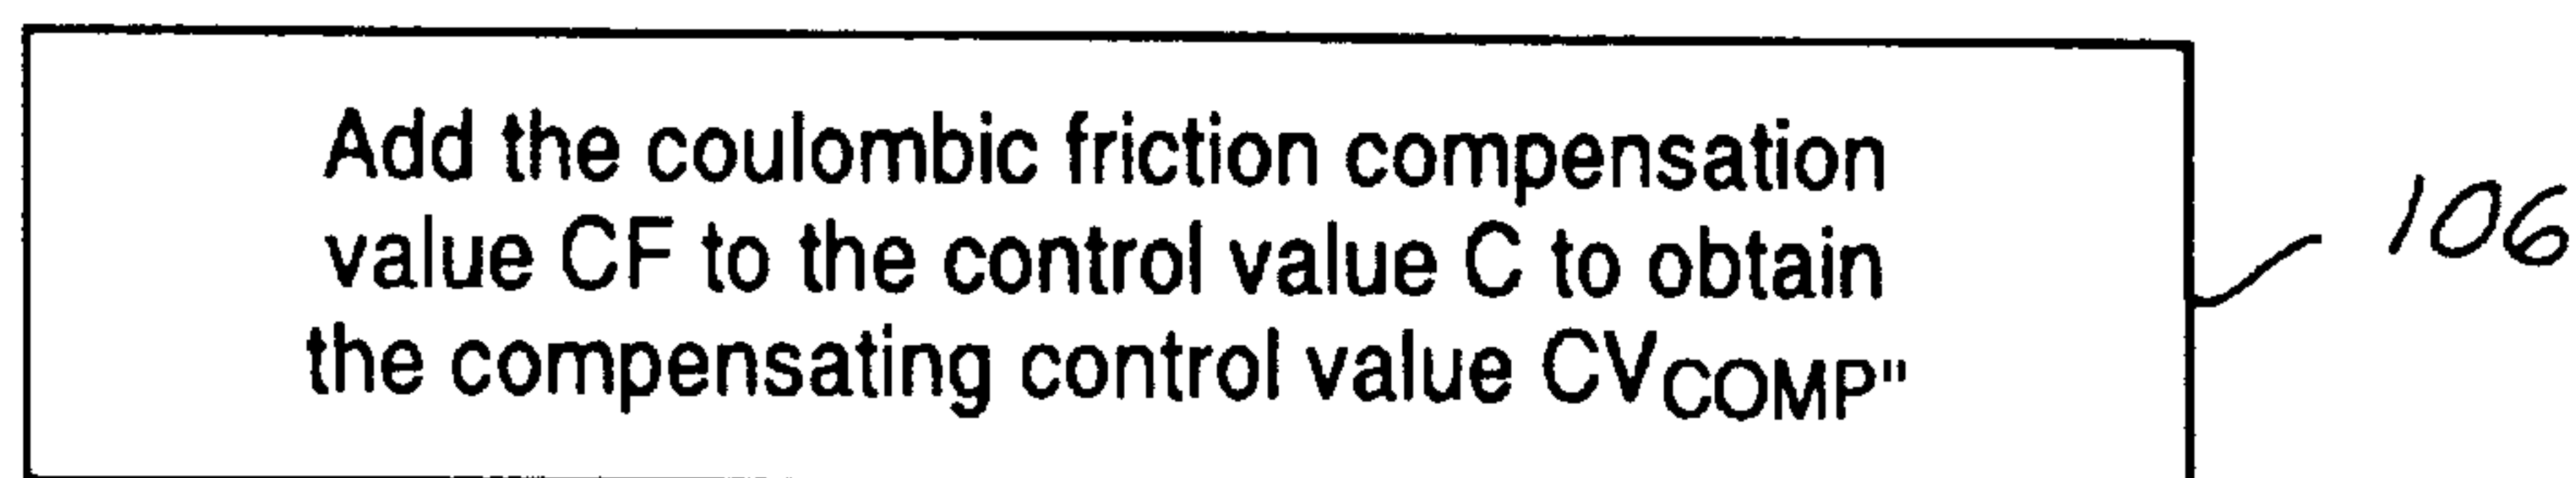 Add the coulombic friction compensation
value CF to the control value C to obtain
the compensating control value CVCOMP"
106